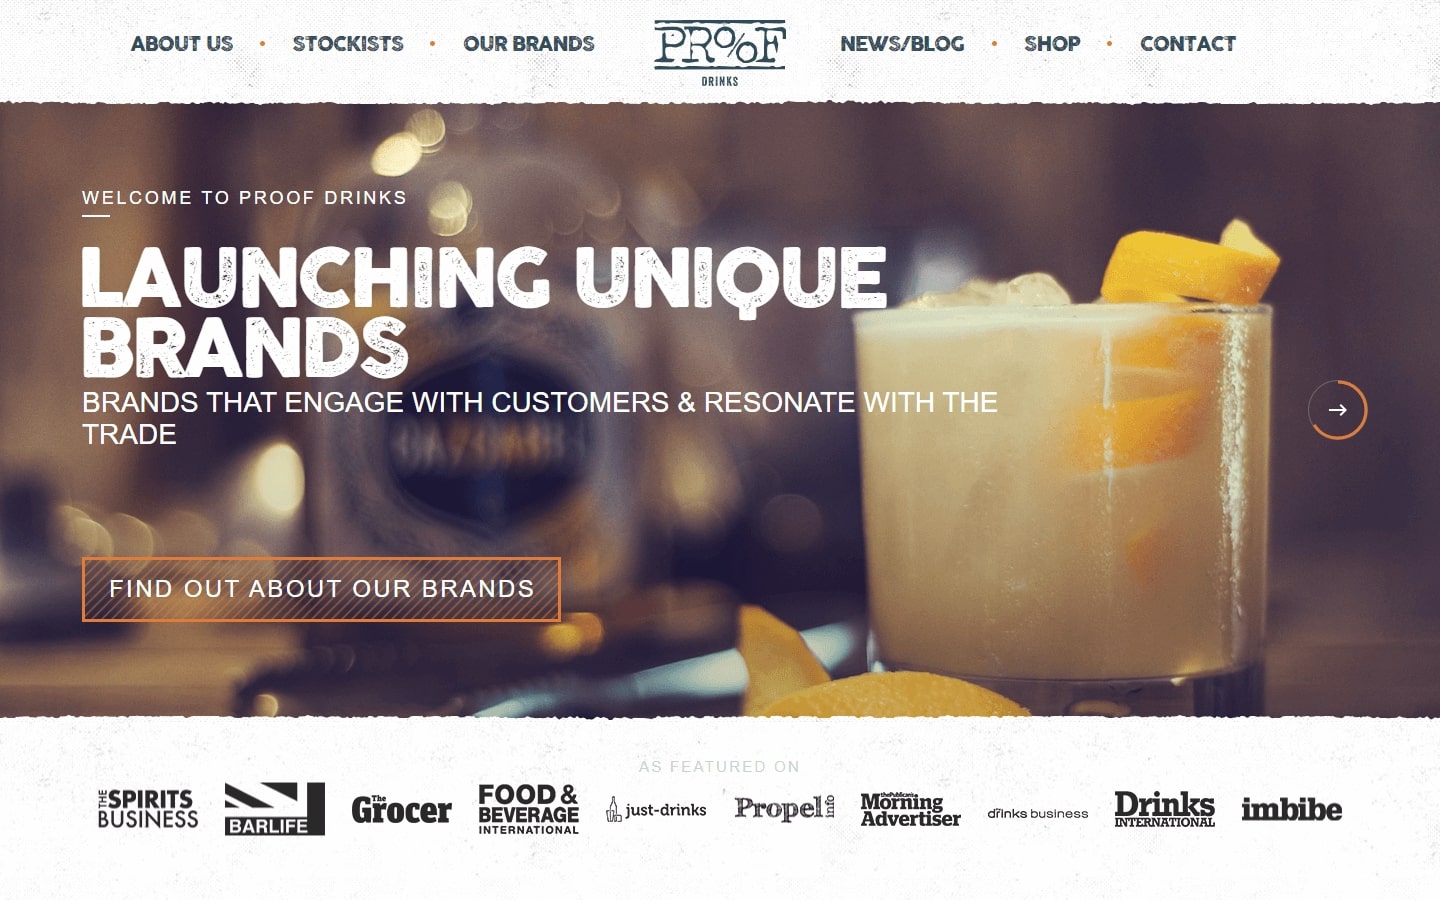 ABOUT US
STOCKISTS
OUR BRANDS
PROOF
DRINKS
NEWS/BLOG
SHOP
CONTACT
WELCOME TO PROOF DRINKS
LAUNCHING UNIQUE
BRANDS
BRANDS THAT ENGAGE WITH CUSTOMERS & RESONATE WITH THE
TRADE
FIND OUT ABOUT OUR BRANDS
AS FEATURED ON
THE SPIRITS
BUSINESS
BARLIFE
The
Grocer
FOOD &
BEVERAGE
INTERNATIONAL
just-drinks
Propel info
thePublican's
Morning
Advertiser
drinks business
Drinks
INTERNATIONAL
imbibe